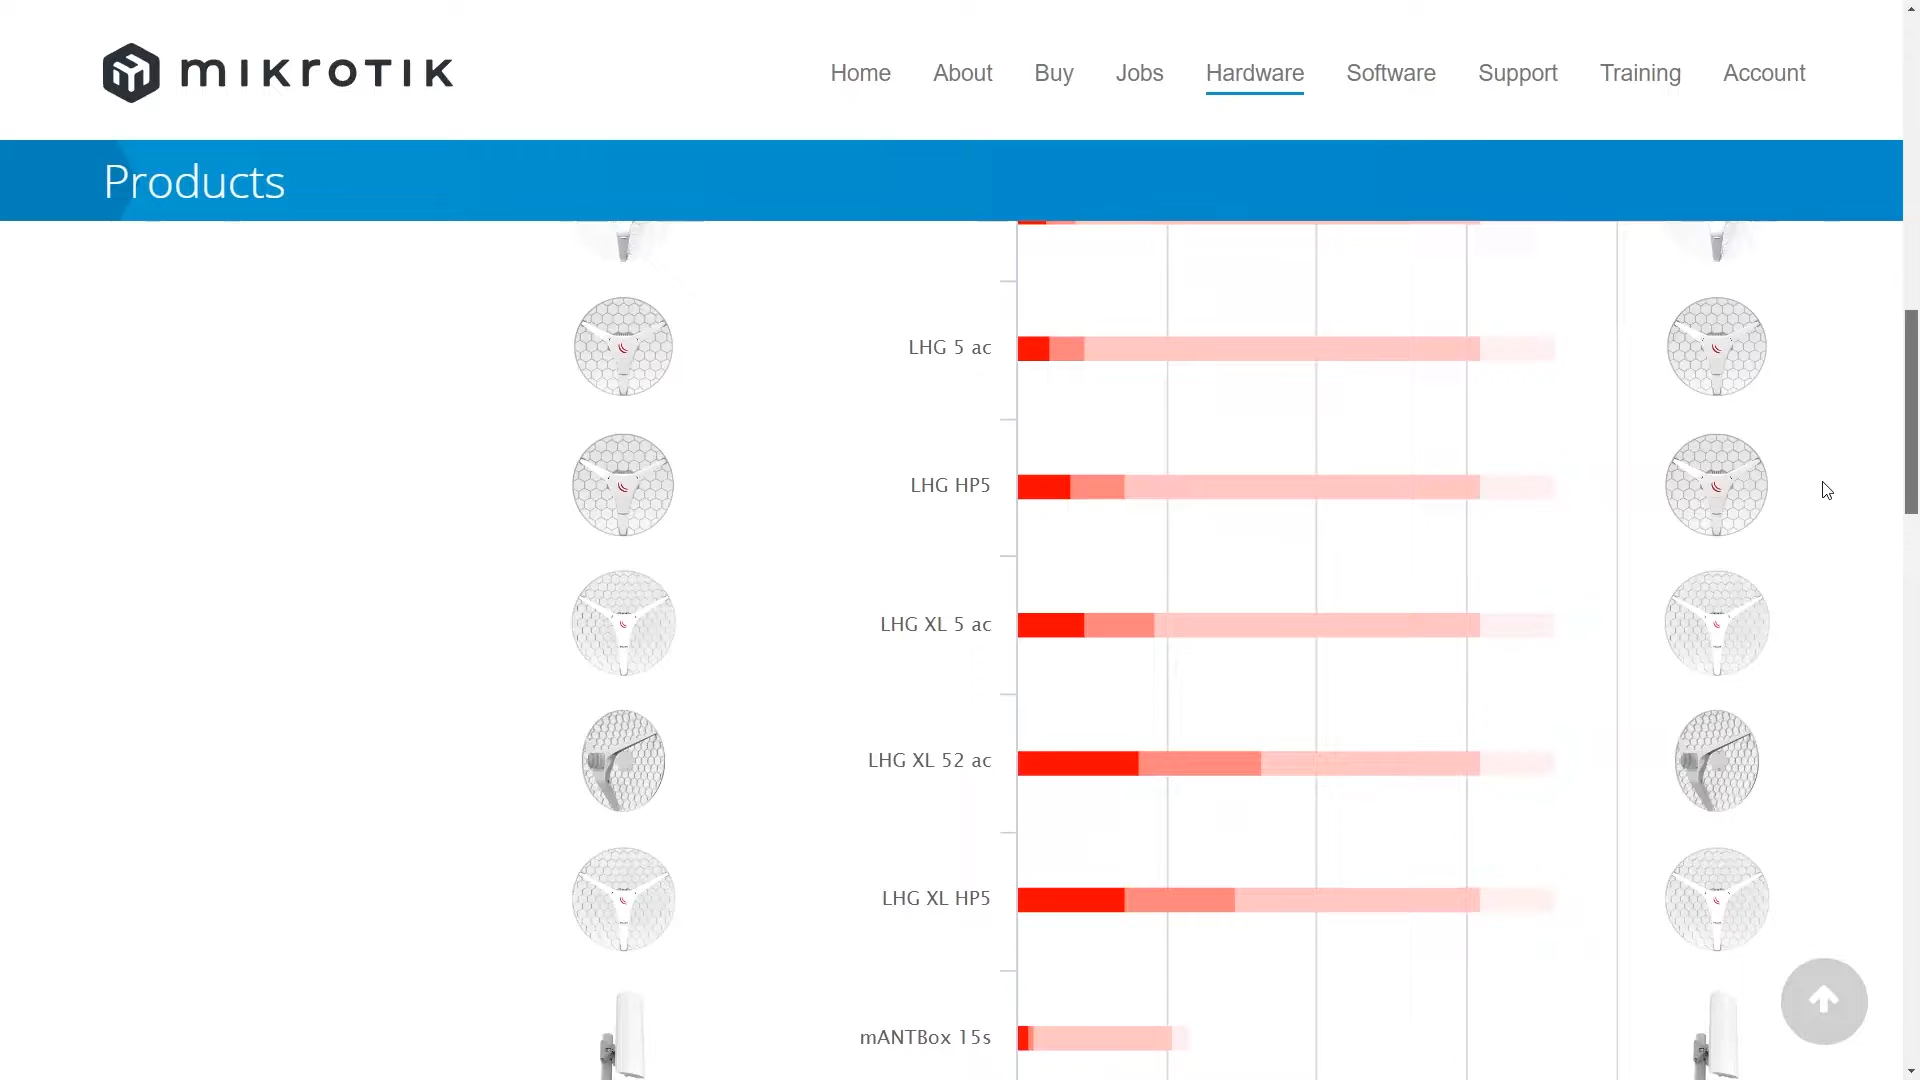 mikrotik
Home About Buy Jobs Hardware Software Support Training Account
Products
LHG 5 ac
LHG HP5
LHG XL 5 ac
LHG XL 52 ac
LHG XL HP5
mANTBox 15s